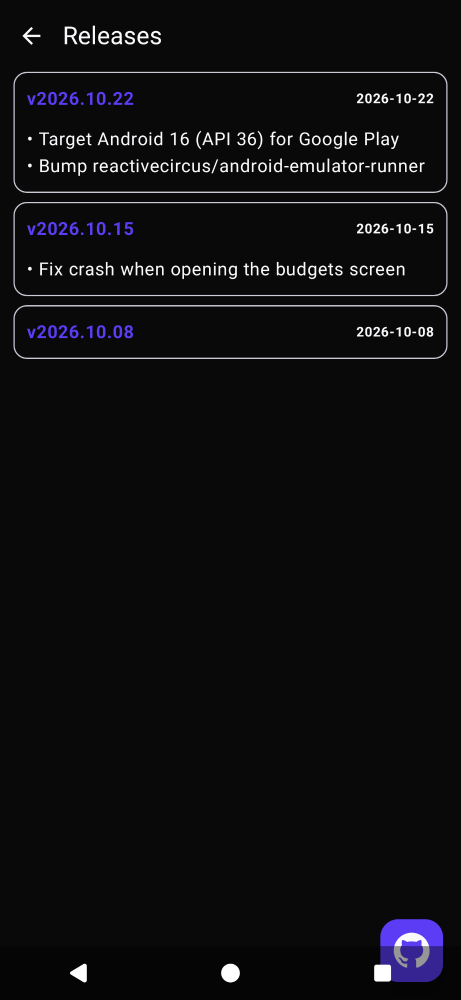 Releases
v2026.10.22 2026-10-22
• Target Android 16 (API 36) for Google Play
• Bump reactivecircus/android-emulator-runner
v2026.10.15 2026-10-15
• Fix crash when opening the budgets screen
v2026.10.08 2026-10-08